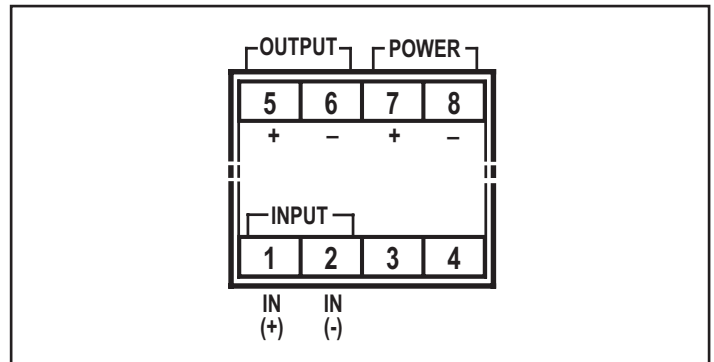 OUTPUT POWER
5 6 7 8
+ – + –
INPUT
1 2 3 4
IN IN
(+) (-)